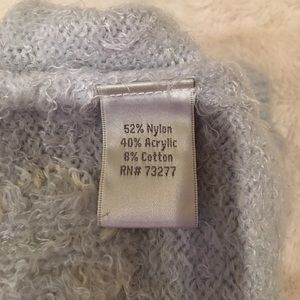 52% Nylon
40% Acrylic
8% Cotton
RN# 73277